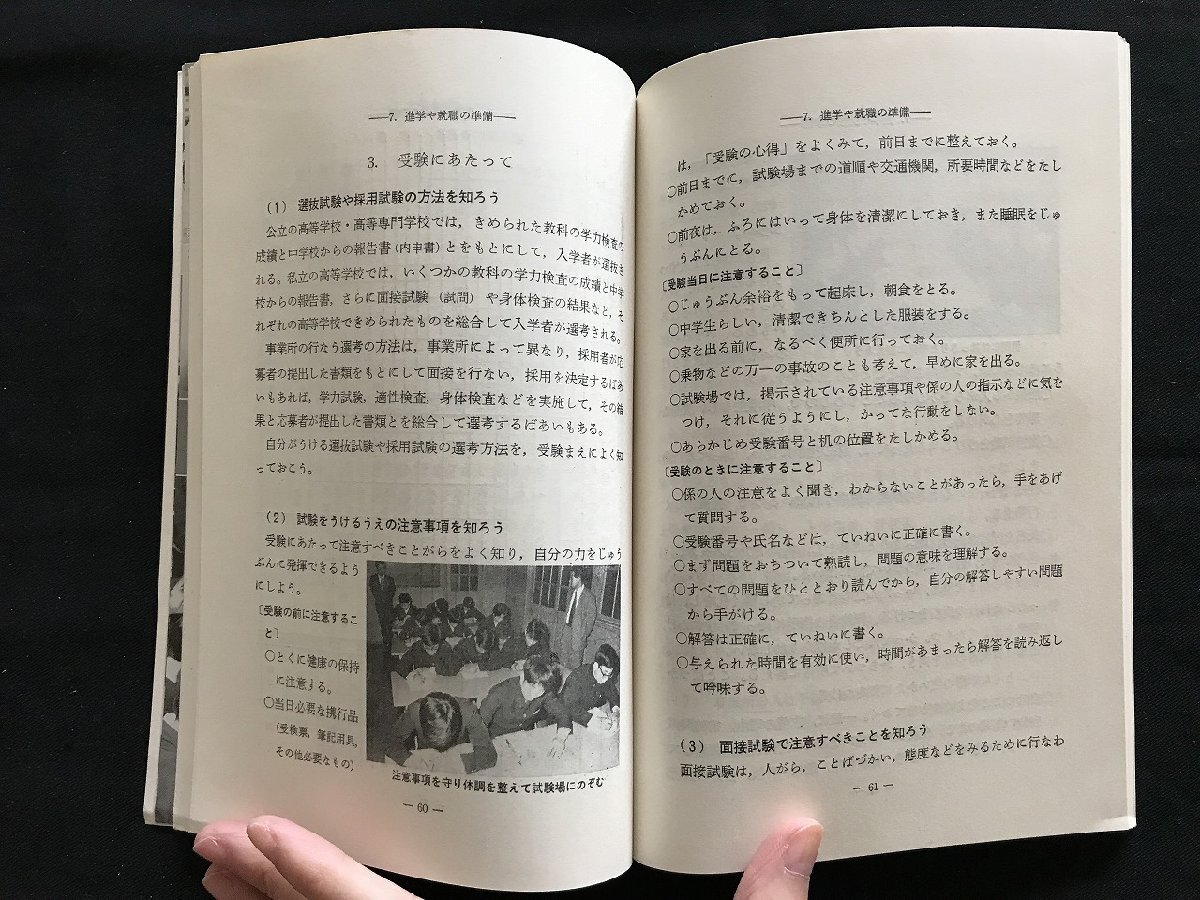 ——7. 進学や就職の準備——
3. 受験にあたって
(1) 選抜試験や採用試験の方法を知ろう
公立の高等学校・高等専門学校では，きめられた教科の学力検査の
成績と中学校からの報告書(内申書)とをもとにして，入学者が選抜さ
れる。私立の高等学校では，いくつかの教科の学力検査の成績と中学
校からの報告書，さらに面接試験（試問）や身体検査の結果など，そ
れぞれの高等学校できめられたものを総合して入学者が選考される。
事業所の行なう選考の方法は，事業所によって異なり，採用者が応
募者の提出した書類をもとにして面接を行ない，採用を決定するばあ
いもあれば，学力試験，適性検査，身体検査などを実施して，その結
果と応募者が提出した書類とを総合して選考するばあいもある。
自分がうける選抜試験や採用試験の選考方法を，受験まえによく知
っておこう。
(2) 試験をうけるうえの注意事項を知ろう
受験にあたって注意すべきことがらをよく知り，自分の力をじゅう
ぶんに発揮できるよう
にしよう。
〔受験の前に注意するこ
と〕
○とくに健康の保持
に注意する。
○当日必要な携行品
(受検票，筆記用具，
その他必要なもの)
注意事項を守り体調を整えて試験場にのぞむ
— 60 —
——7. 進学や就職の準備——
は，「受験の心得」をよくみて，前日までに整えておく。
○前日までに，試験場までの道順や交通機関，所要時間などをたし
かめておく。
○前夜は，ふろにはいって身体を清潔にしておき，また睡眠をじゅ
うぶんにとる。
〔受験当日に注意すること〕
○じゅうぶん余裕をもって起床し，朝食をとる。
○中学生らしい，清潔できちんとした服装をする。
○家を出る前に，なるべく便所に行っておく。
○乗物などの万一の事故のことも考えて，早めに家を出る。
○試験場では，掲示されている注意事項や係の人の指示などに気を
つけ，それに従うようにし，かってな行動をしない。
○あらかじめ受験番号と机の位置をたしかめる。
〔受験のときに注意すること〕
○係の人の注意をよく聞き，わからないことがあったら，手をあげ
て質問する。
○受験番号や氏名などに，ていねいに正確に書く。
○まず問題をおちついて熟読し，問題の意味を理解する。
○すべての問題をひととおり読んでから，自分の解答しやすい問題
から手がける。
○解答は正確に，ていねいに書く。
○与えられた時間を有効に使い，時間があまったら解答を読み返し
て吟味する。
(3) 面接試験で注意すべきことを知ろう
面接試験は，人がら，ことばづかい，態度などをみるために行なわ
— 61 —